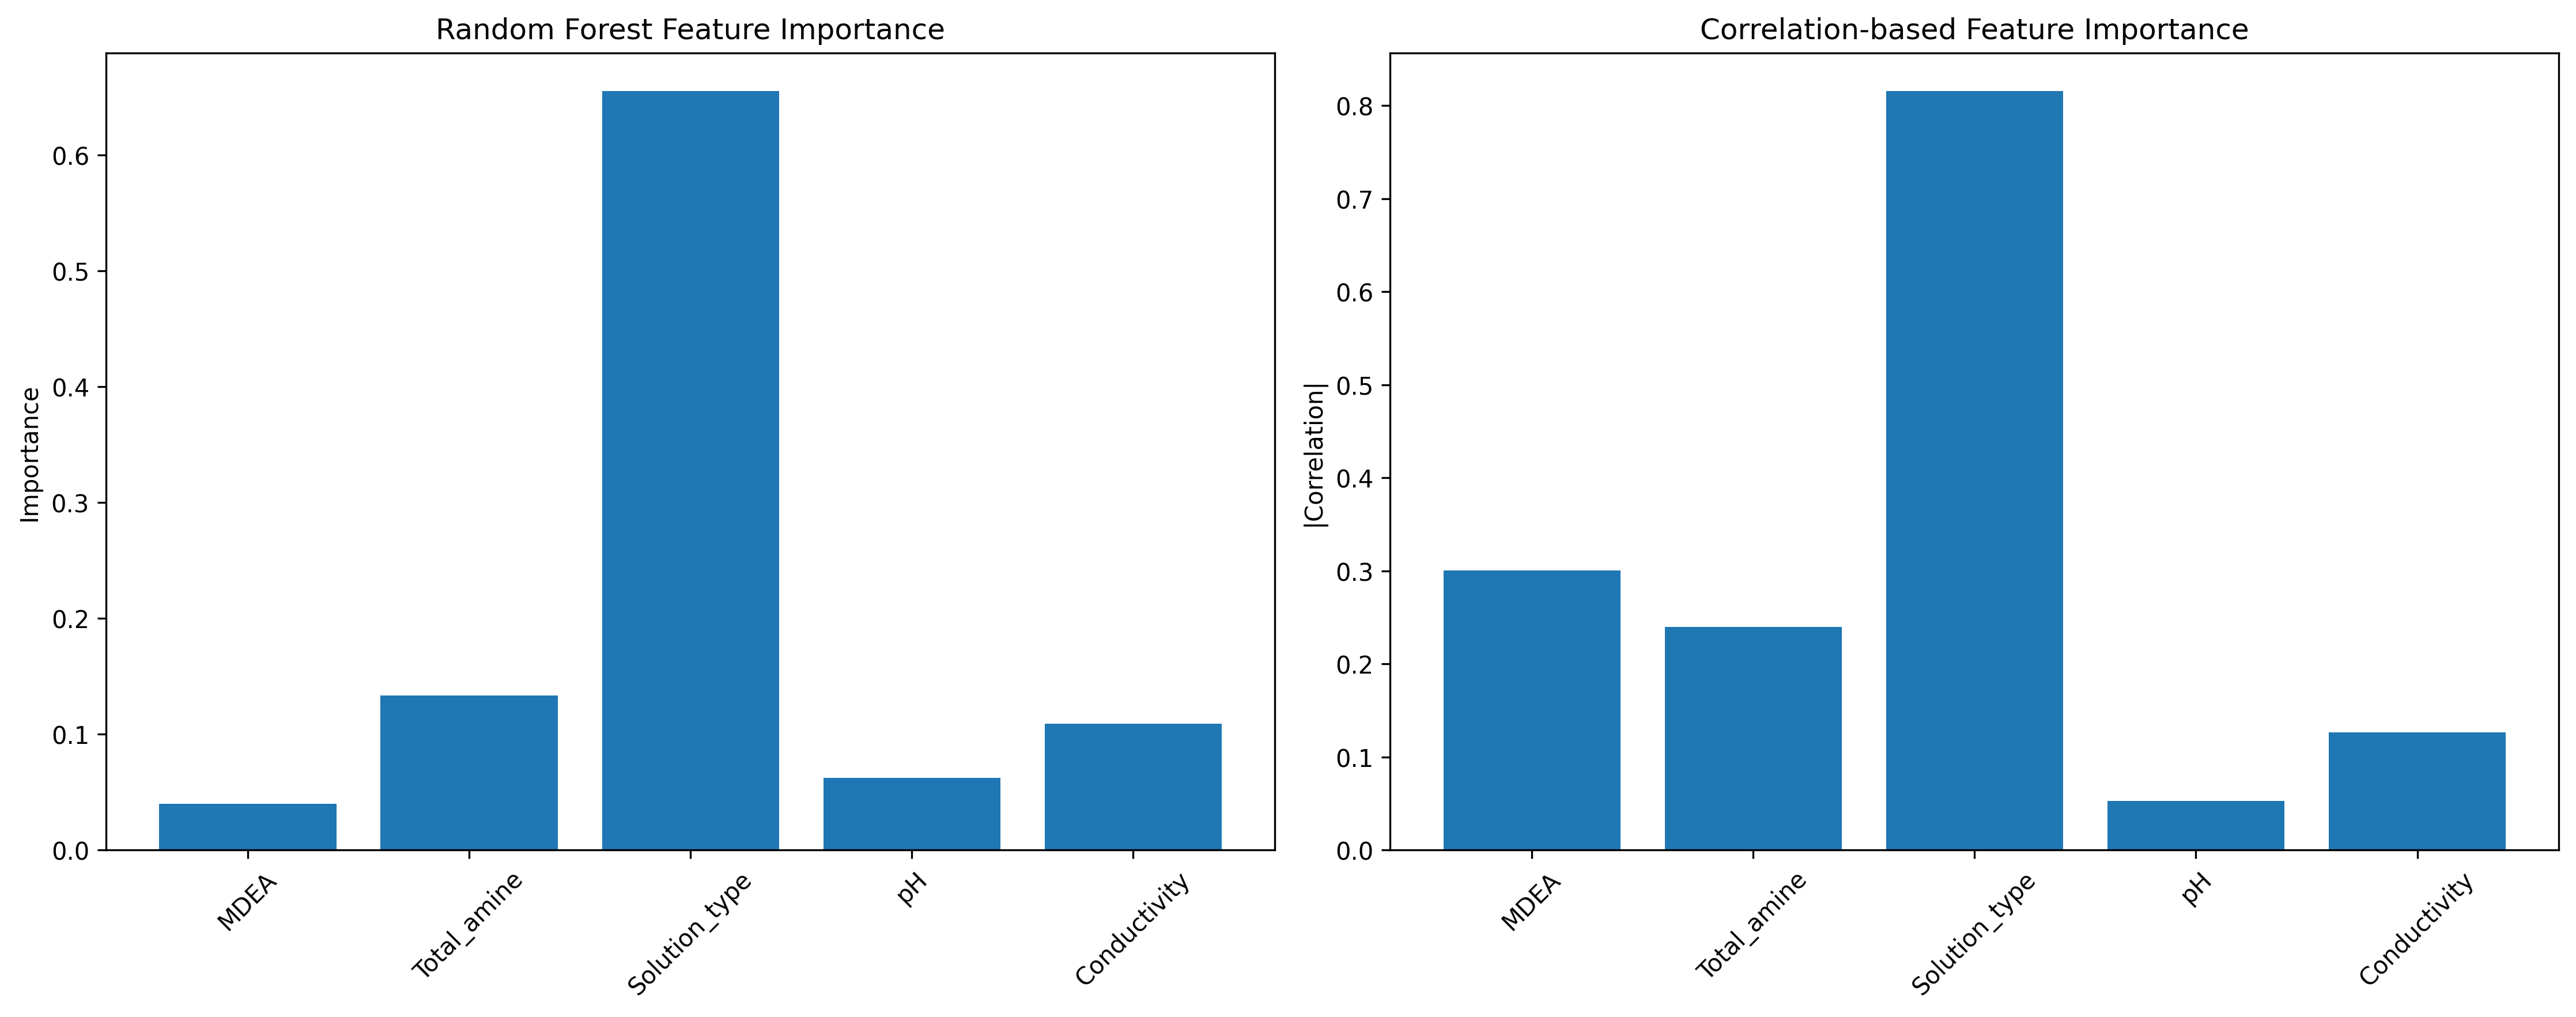 Random Forest Feature Importance
Importance
0.6
0.5
0.4
0.3
0.2
0.1
0.0
MDEA
Total_amine
Solution_type
pH
Conductivity
Correlation-based Feature Importance
|Correlation|
0.8
0.7
0.6
0.5
0.4
0.3
0.2
0.1
0.0
MDEA
Total_amine
Solution_type
pH
Conductivity